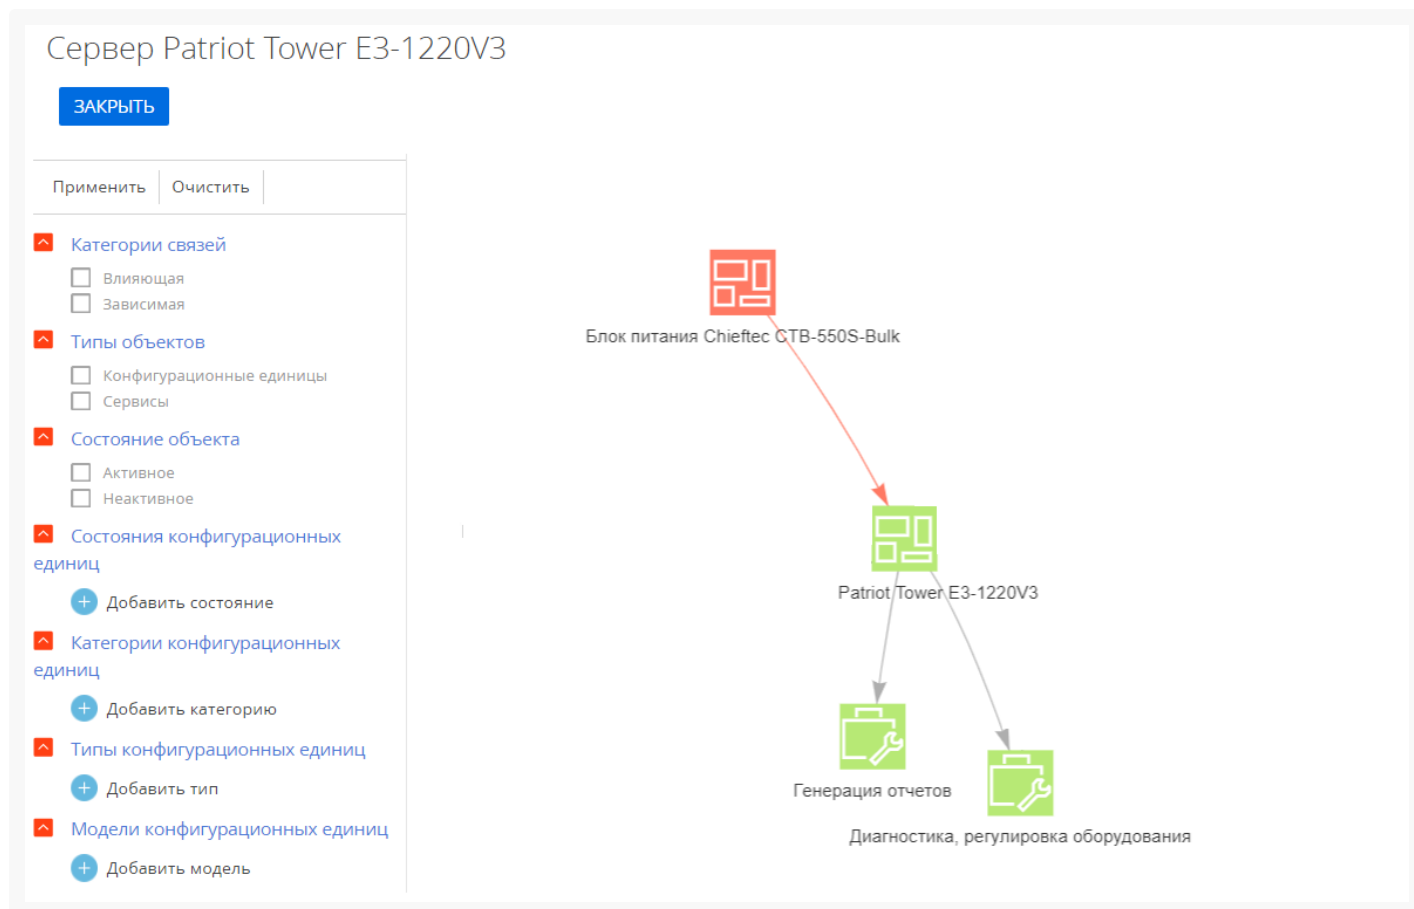 Сервер Patriot Tower E3-1220V3
ЗАКРЫТЬ
Применить
Очистить
Категории связей
Влияющая
Зависимая
Типы объектов
Конфигурационные единицы
Сервисы
Состояние объекта
Активное
Неактивное
Состояния конфигурационных
единиц
Добавить состояние
Категории конфигурационных
единиц
Добавить категорию
Типы конфигурационных единиц
Добавить тип
Модели конфигурационных единиц
Добавить модель
Блок питания Chieftec CTB-550S-Bulk
Patriot Tower E3-1220V3
Генерация отчетов
Диагностика, регулировка оборудования